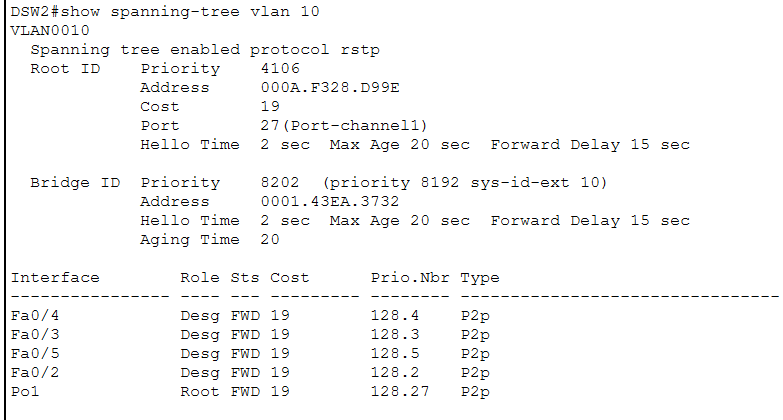 DSW2#show spanning-tree vlan 10
VLAN0010
  Spanning tree enabled protocol rstp
  Root ID    Priority    4106
             Address     000A.F328.D99E
             Cost        19
             Port        27(Port-channel1)
             Hello Time  2 sec  Max Age 20 sec  Forward Delay 15 sec

  Bridge ID  Priority    8202  (priority 8192 sys-id-ext 10)
             Address     0001.43EA.3732
             Hello Time  2 sec  Max Age 20 sec  Forward Delay 15 sec
             Aging Time  20

Interface        Role Sts Cost      Prio.Nbr Type
---------------- ---- --- --------- -------- --------------------------------
Fa0/4            Desg FWD 19        128.4    P2p
Fa0/3            Desg FWD 19        128.3    P2p
Fa0/5            Desg FWD 19        128.5    P2p
Fa0/2            Desg FWD 19        128.2    P2p
Po1              Root FWD 19        128.27   P2p